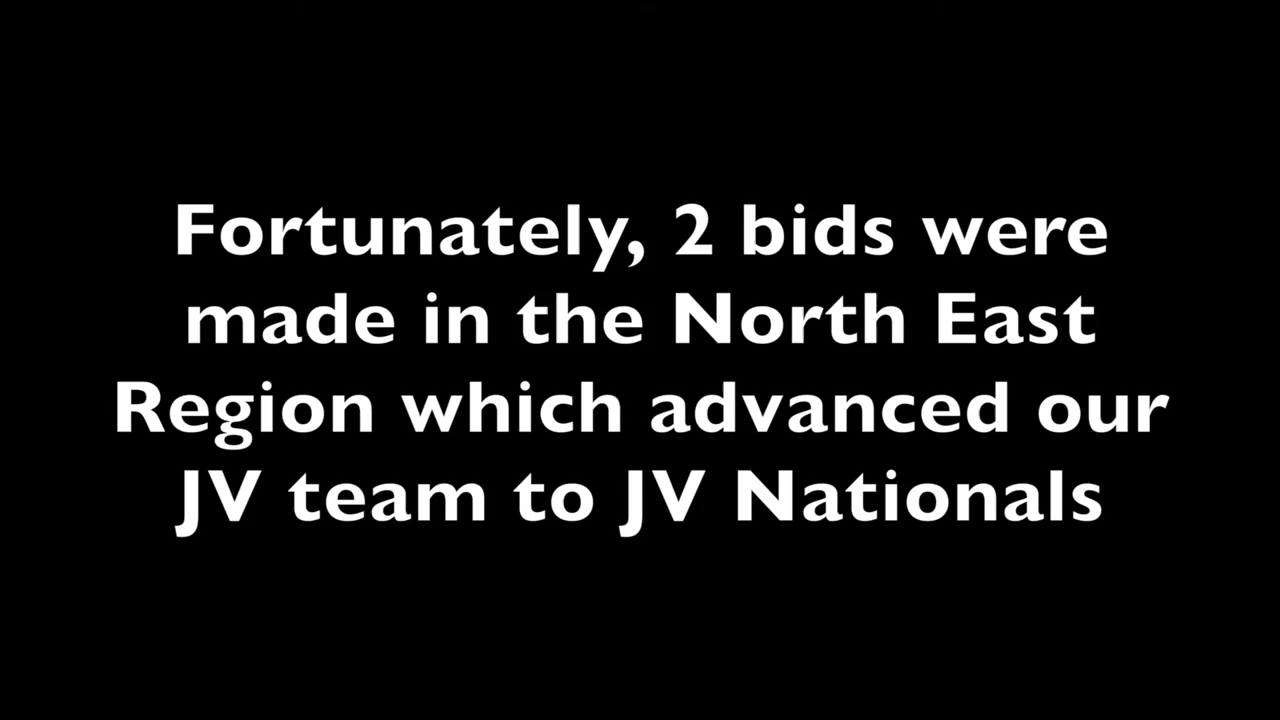 Fortunately, 2 bids were
made in the North East
Region which advanced our
JV team to JV Nationals